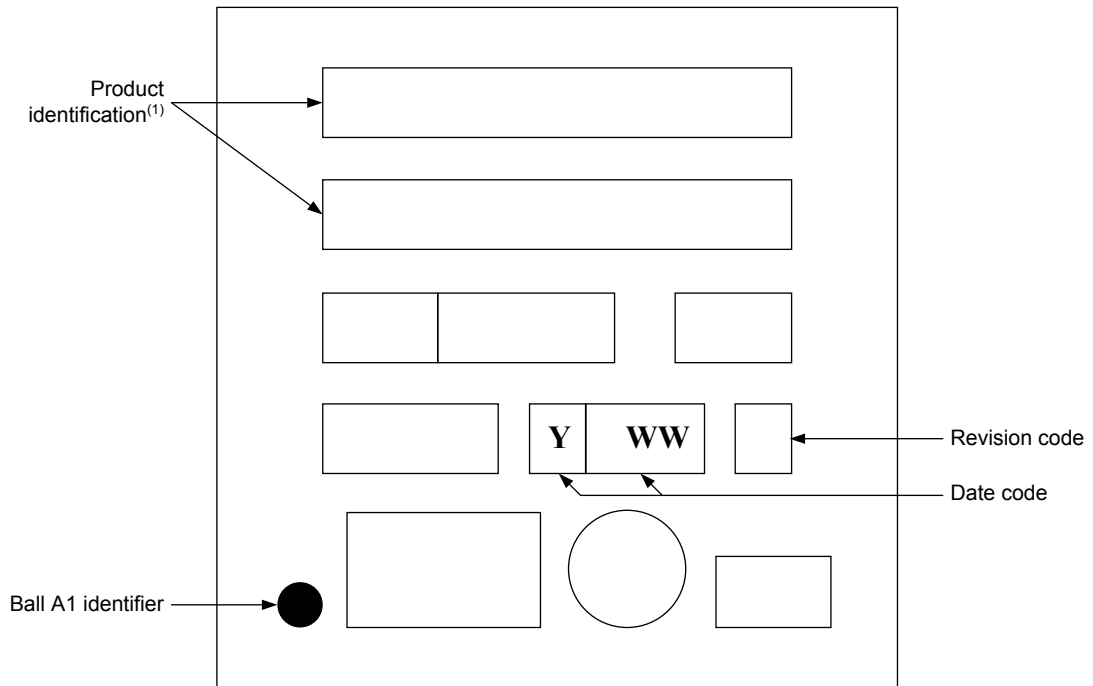 Product
identification(1)
Y WW
Revision code
Date code
Ball A1 identifier